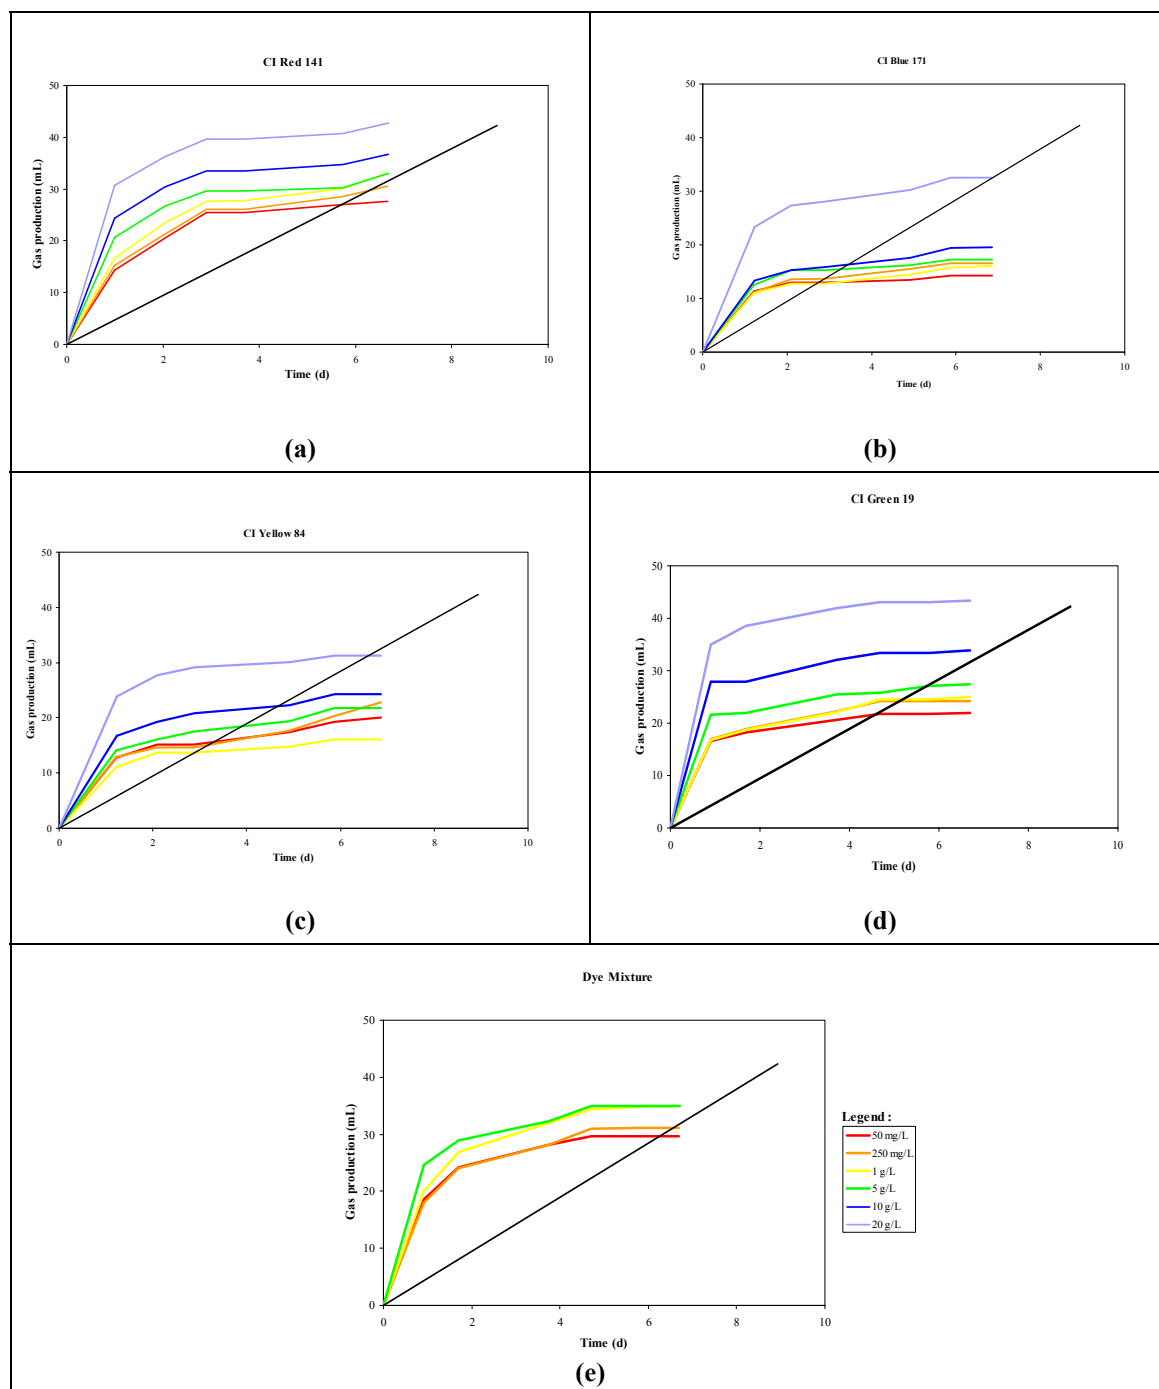 CI Red 141
50
40
30
20
10
0
Gas production (mL)
0 2 4 6 8 10
Time (d)
(a)
CI Blue 171
50
40
30
20
10
0
Gas production (mL)
0 2 4 6 8 10
Time (d)
(b)
CI Yellow 84
50
40
30
20
10
0
Gas production (mL)
0 2 4 6 8 10
Time (d)
(c)
CI Green 19
50
40
30
20
10
0
Gas production (mL)
0 2 4 6 8 10
Time (d)
(d)
Dye Mixture
50
40
30
20
10
0
Gas production (mL)
0 2 4 6 8 10
Time (d)
Legend :
50 mg/L
250 mg/L
1 g/L
5 g/L
10 g/L
20 g/L
(e)